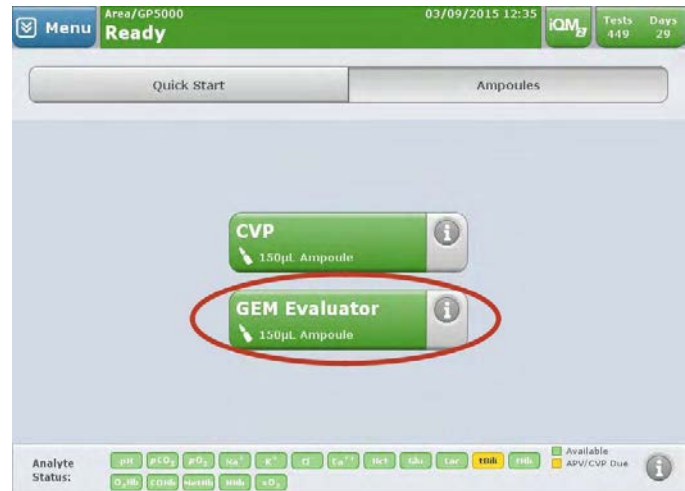 Menu
Area/GP5000
Ready
03/09/2015 12:35
iQM2
Tests
449
Days
29
Quick Start
Ampoules
CVP
150µL Ampoule
GEM Evaluator
150µL Ampoule
Analyte
Status:
pH pCO₂ pO₂ Na⁺ K⁺ Cl⁻ Ca⁺⁺ Hct Glu Lac tBili tHb
O₂Hb COHb MetHb HHb sO₂
Available
APV/CVP Due